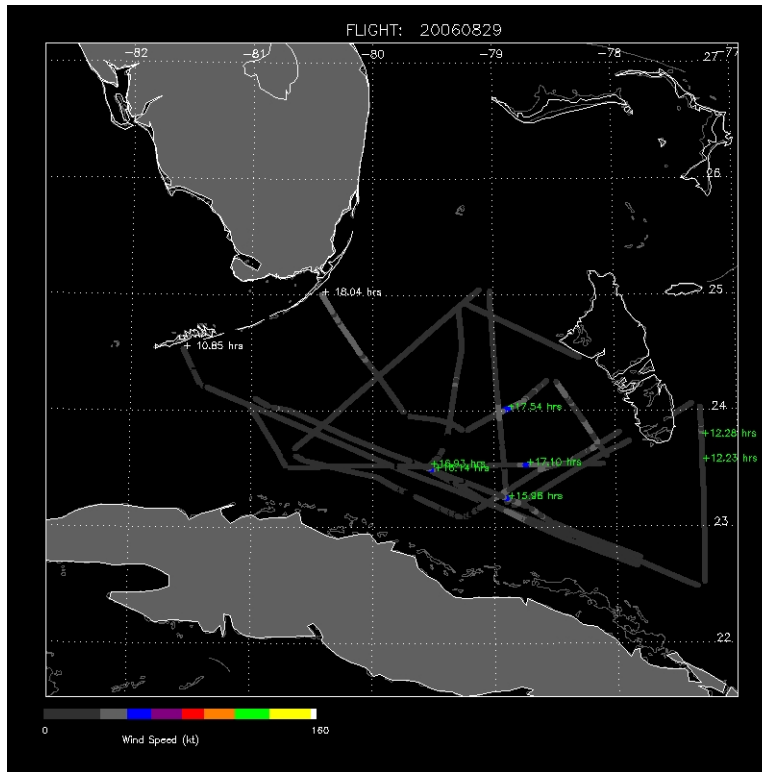 FLIGHT: 20060829
-82 -81 -80 -79 -78 -77
27
26
+ 18.04 hrs
25
+ 10.85 hrs
+17.54 hrs
24
+12.28 hrs
+17.10 hrs
+12.23 hrs
+15.98 hrs
23
22
0 160
Wind Speed (kt)